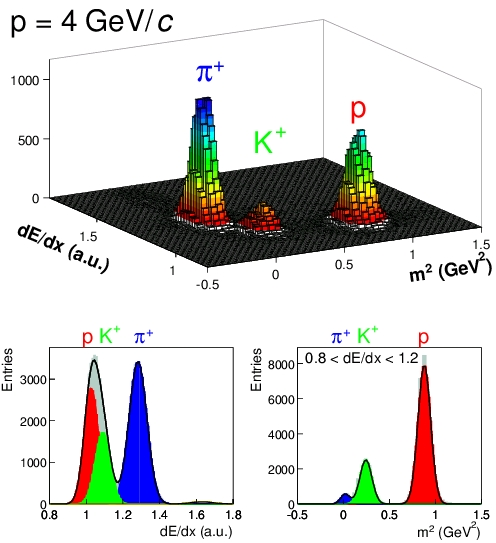 p = 4 GeV/c
π⁺
p
K⁺
1000
500
0
dE/dx (a.u.)
1.5
1
-0.5
0
0.5
1
1.5
m² (GeV²)
p K⁺ π⁺
Entries
3000
2000
1000
0
0.8 1 1.2 1.4 1.6 1.8
dE/dx (a.u.)
π⁺ K⁺ p
0.8 < dE/dx < 1.2
Entries
8000
6000
4000
2000
0
-0.5 0 0.5 1 1.5
m² (GeV²)